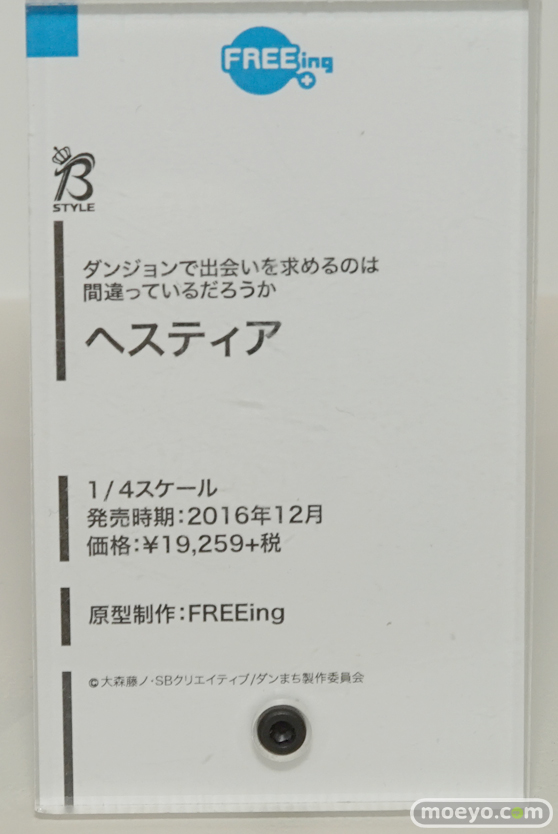 FREEing
B
STYLE
ダンジョンで出会いを求めるのは
間違っているだろうか
ヘスティア
1/4スケール
発売時期:2016年12月
価格:¥19,259+税
原型制作:FREEing
©大森藤ノ･SBクリエイティブ/ダンまち製作委員会
moeyo.com